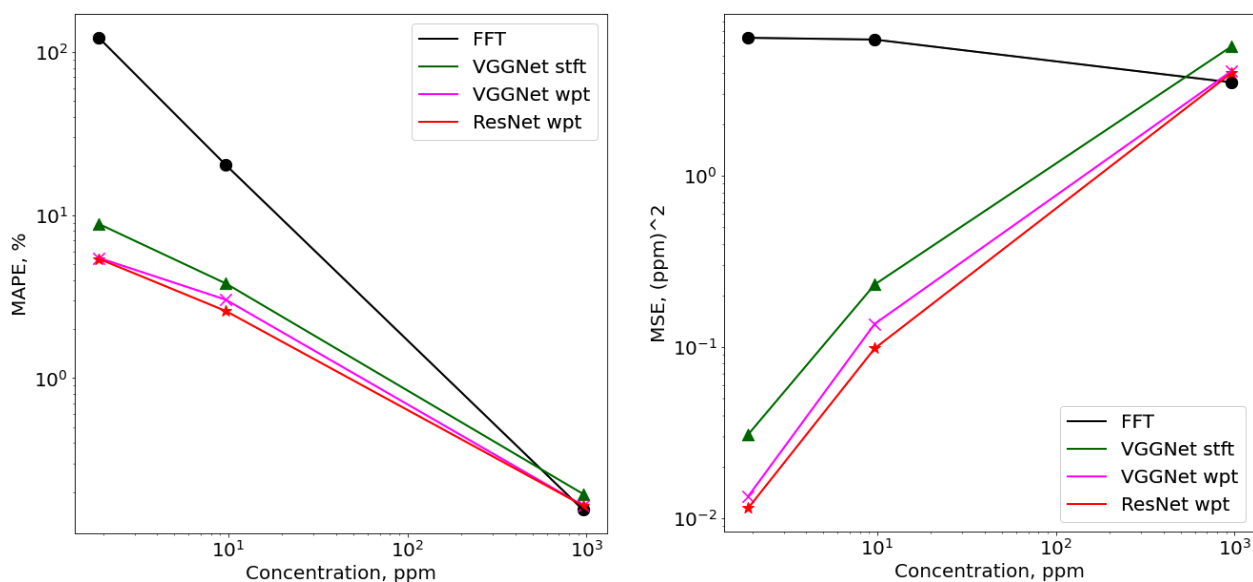 10^2
10^1
10^0
MAPE, %
FFT
VGGNet stft
VGGNet wpt
ResNet wpt
10^1
10^2
10^3
Concentration, ppm
10^0
10^-1
10^-2
MSE, (ppm)^2
FFT
VGGNet stft
VGGNet wpt
ResNet wpt
10^1
10^2
10^3
Concentration, ppm